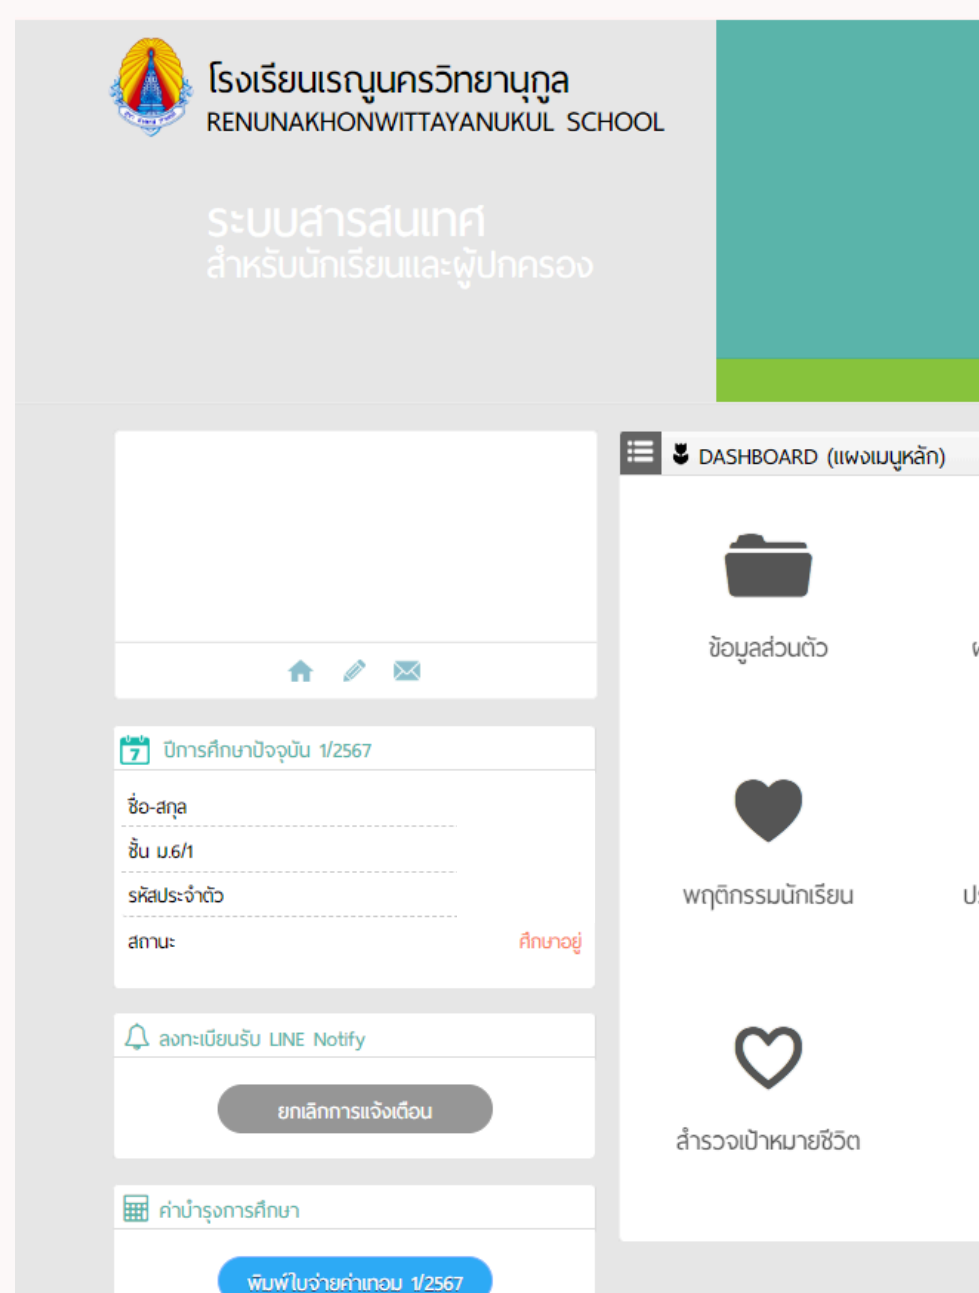 โรงเรียนเรณูนครวิทยานุกูล
RENUNAKHONWITTAYANUKUL SCHOOL
ระบบสารสนเทศ
สำหรับนักเรียนและผู้ปกครอง
DASHBOARD (แผงเมนูหลัก)
ข้อมูลส่วนตัว
7 ปีการศึกษาปัจจุบัน 1/2567
ชื่อ-สกุล
ชั้น ม.6/1
รหัสประจำตัว
สถานะ ศึกษาอยู่
พฤติกรรมนักเรียน
ลงทะเบียนรับ LINE Notify
ยกเลิกการแจ้งเตือน
สำรวจเป้าหมายชีวิต
ค่าบำรุงการศึกษา
พิมพ์ใบจ่ายค่าเทอม 1/2567